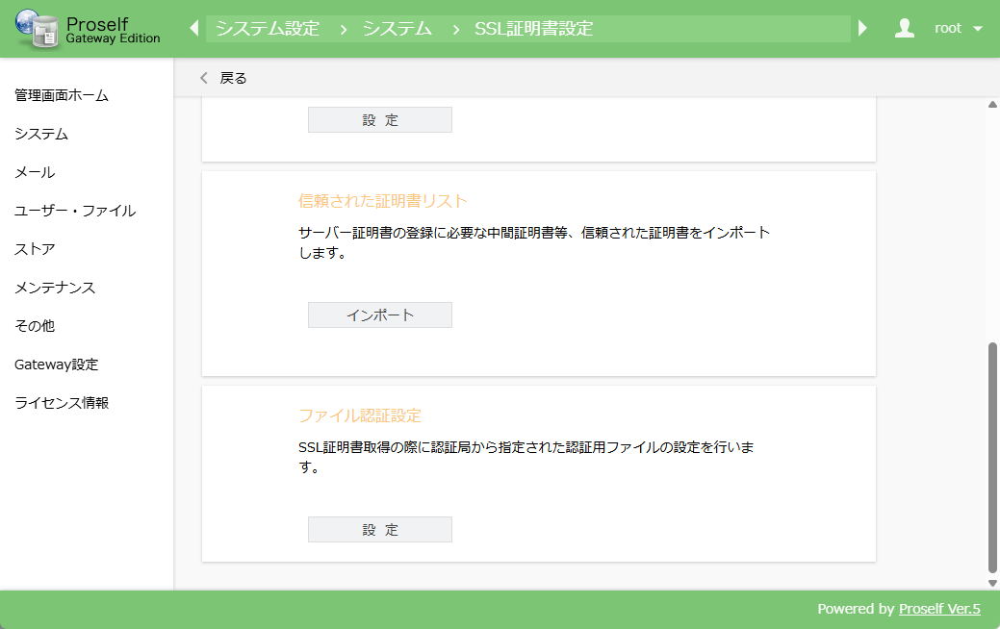 Proself
Gateway Edition
システム設定 > システム > SSL証明書設定
root
戻る
管理画面ホーム
システム
メール
ユーザー・ファイル
ストア
メンテナンス
その他
Gateway設定
ライセンス情報
設 定
信頼された証明書リスト
サーバー証明書の登録に必要な中間証明書等、信頼された証明書をインポート
します。
インポート
ファイル認証設定
SSL証明書取得の際に認証局から指定された認証用ファイルの設定を行いま
す。
設 定
Powered by Proself Ver.5